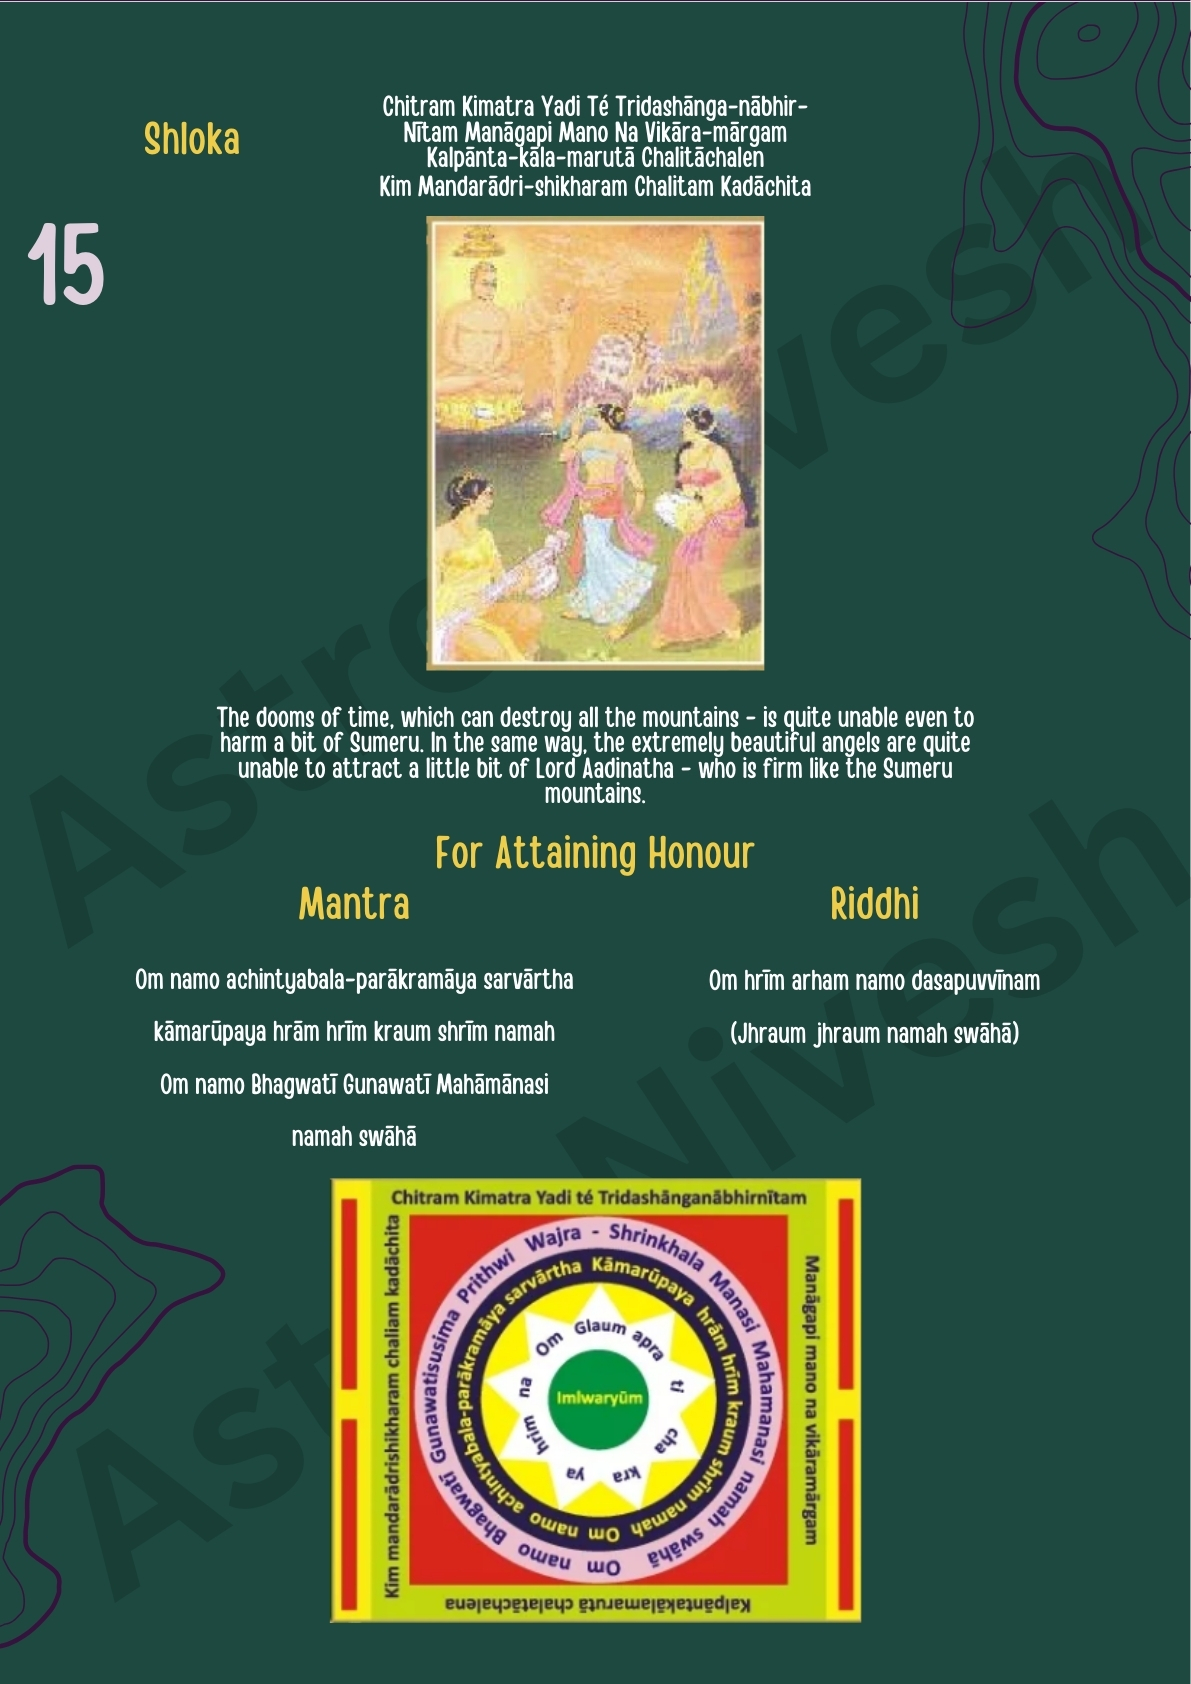 Shloka
15
Chitram Kimatra Yadi Té Tridashānga-nābhir-
Nītam Manāgapi Mano Na Vikāra-mārgam
Kalpānta-kāla-marutā Chalitāchalen
Kim Mandarādri-shikharam Chalitam Kadāchita
The dooms of time, which can destroy all the mountains - is quite unable even to
harm a bit of Sumeru. In the same way, the extremely beautiful angels are quite
unable to attract a little bit of Lord Aadinatha - who is firm like the Sumeru
mountains.
For Attaining Honour
Mantra
Om namo achintyabala-parākramāya sarvārtha
kāmarūpaya hrām hrīm kraum shrīm namah
Om namo Bhagwatī Gunawatī Mahāmānasi
namah swāhā
Riddhi
Om hrīm arham namo dasapuvvīnam
(Jhraum jhraum namah swāhā)
Chitram Kimatra Yadi té Tridashānganābhirnītam
Manāgapi mano na vikāramārgam
Kalpāntakālamarutā chalatāchalena
Kim mandarādrishikharam chaliam kadāchita
Om namo Bhagwati Gunawatisusima Prithwi Wajra - Shrinkhala Manasi Mahamanasi namah swāhā
Om namo achintyabala-parākramāya sarvārtha Kāmarūpaya hrām hrīm kraum shrīm namah
Om Glaum apra ti cha kra ya hrim na
Imlwaryūm
Astro Nivesh
Astro Nivesh